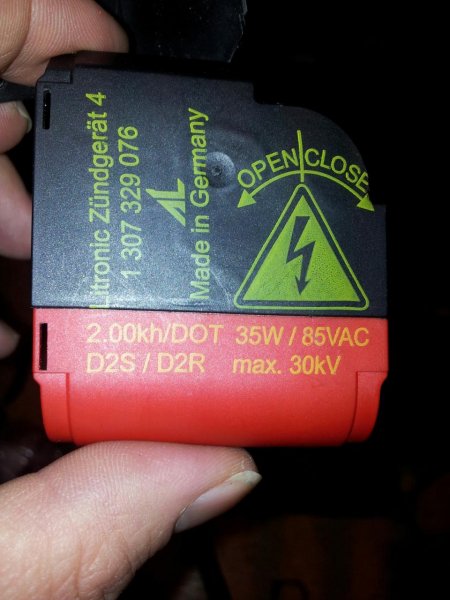 Litronic Zündgerät 4
1 307 329 076
AL
Made in Germany
OPEN CLOSE
2.00kh/DOT 35W / 85VAC
D2S / D2R max. 30kV